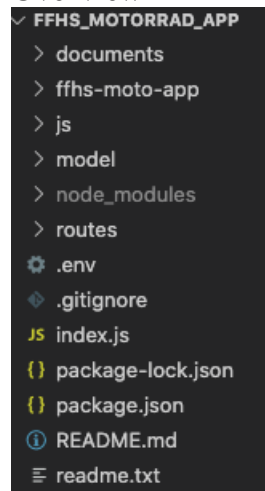 FFHS_MOTORRAD_APP
documents
ffhs-moto-app
js
model
node_modules
routes
.env
.gitignore
JS index.js
{} package-lock.json
{} package.json
README.md
readme.txt